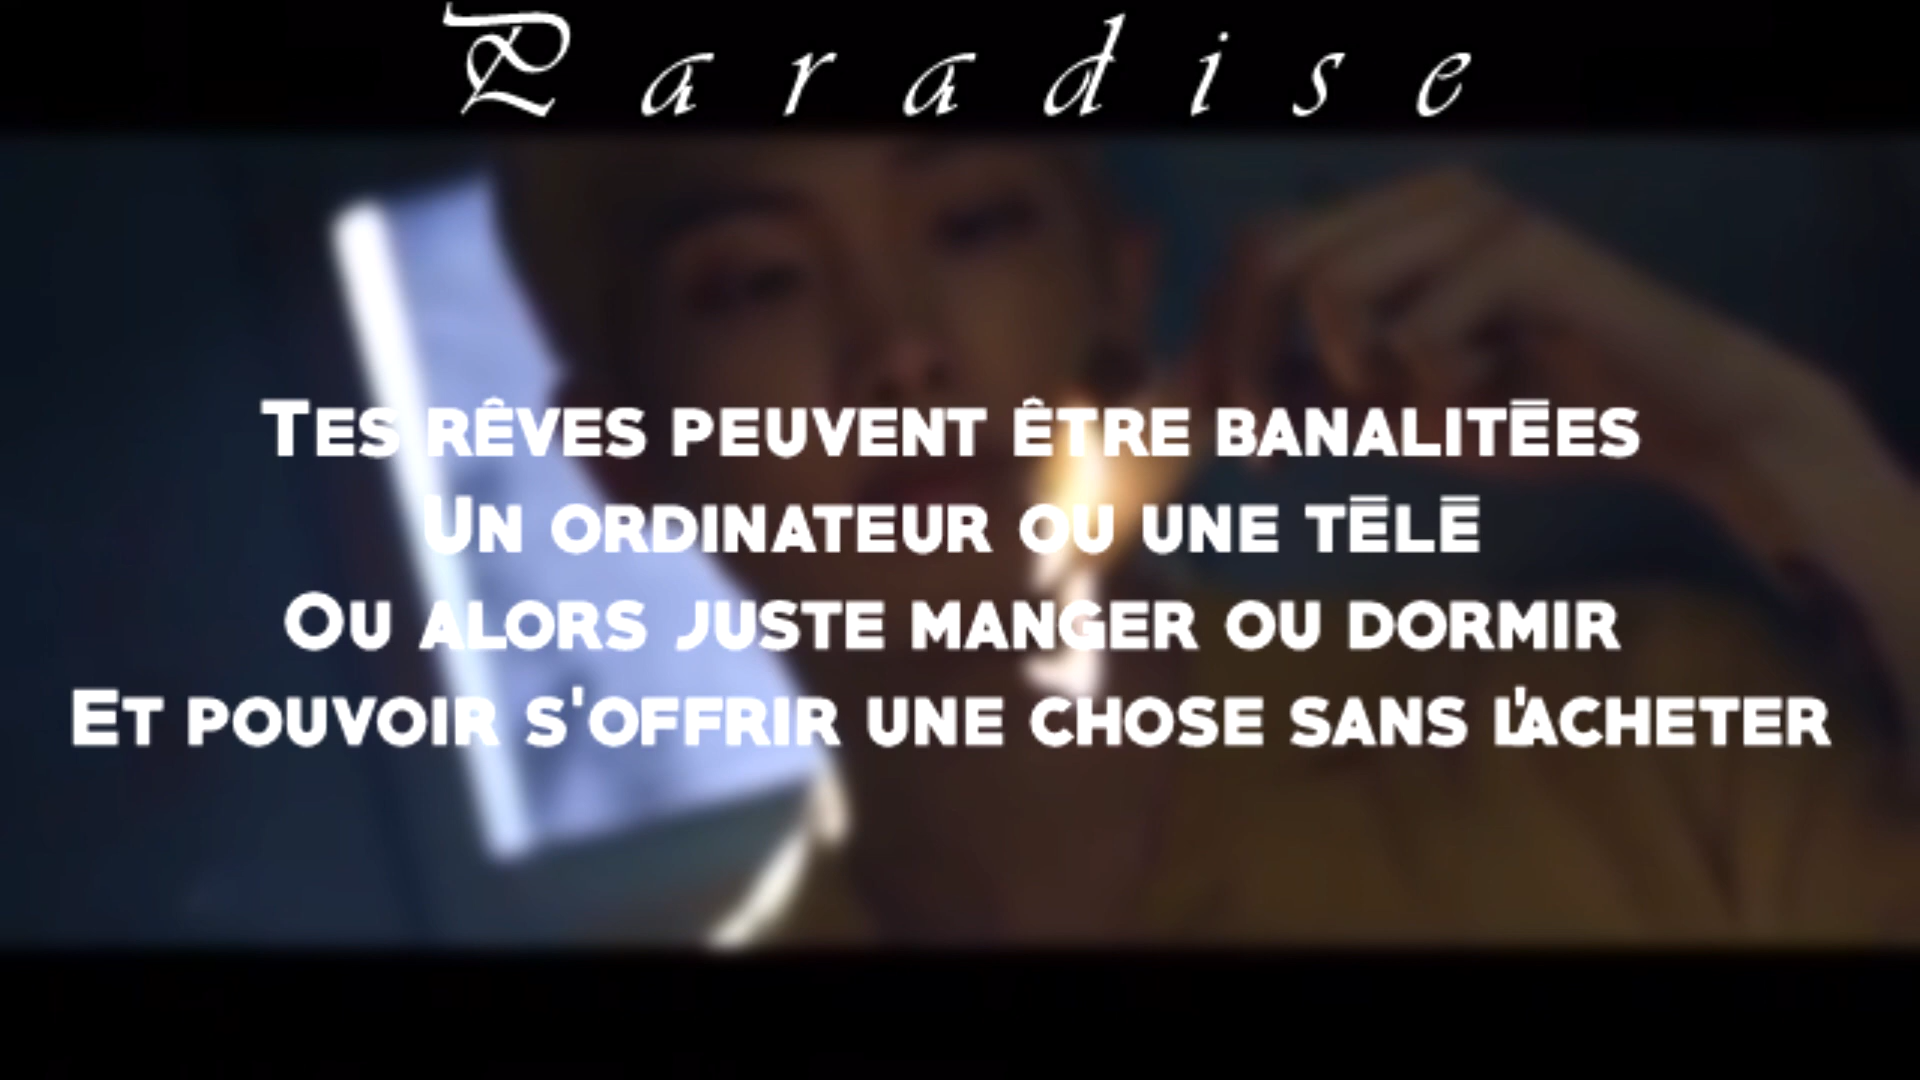 Paradise
Tes rêves peuvent être banalitées
Un ordinateur ou une télé
Ou alors juste manger ou dormir
Et pouvoir s'offrir une chose sans l'acheter